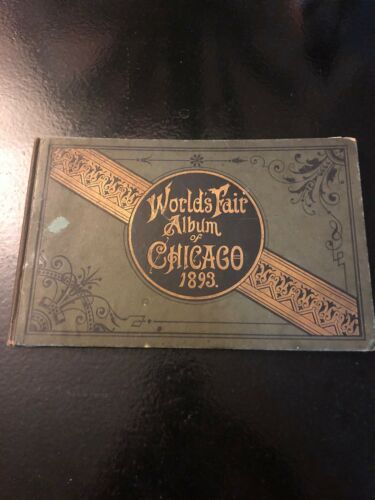 World's Fair
Album
of
CHICAGO
1893.